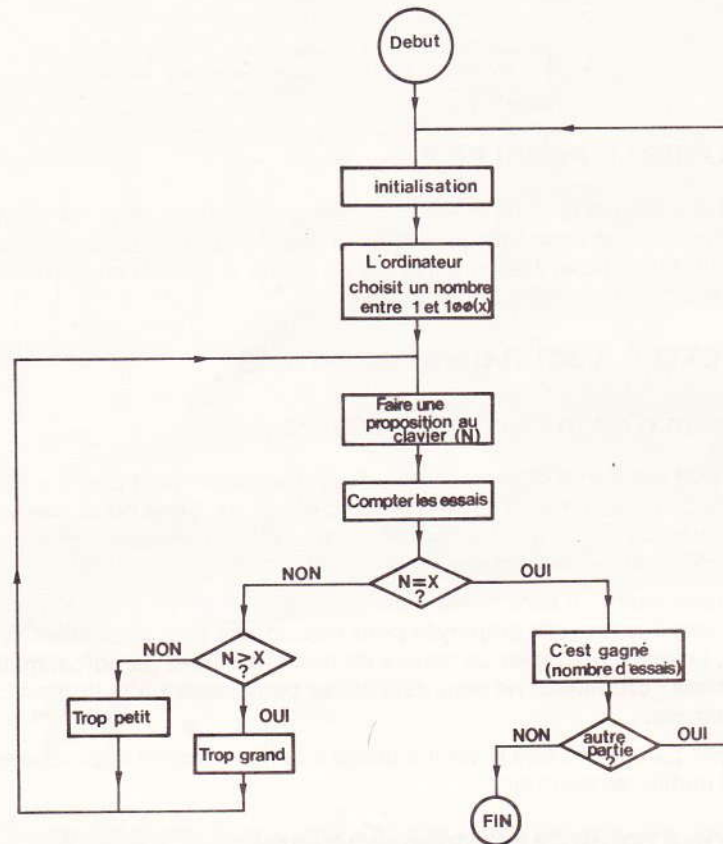 Debut
initialisation
L'ordinateur
choisit un nombre
entre 1 et 1øø(x)
Faire une
proposition au
clavier (N)
Compter les essais
NON
N=X
?
OUI
NON
N>X
?
OUI
Trop petit
Trop grand
C'est gagné
(nombre d'essais)
NON
autre
partie
?
OUI
FIN